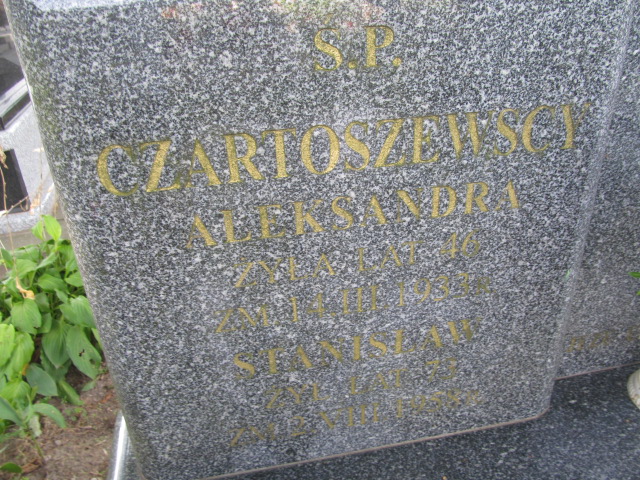 S.P.
CZARTOSZEWSCY
ALEKSANDRA
ŻYŁA LAT 46
ZM. 14.III.1933R
STANISŁAW
ŻYŁ LAT 73
ZM. 2.VIII.1958R